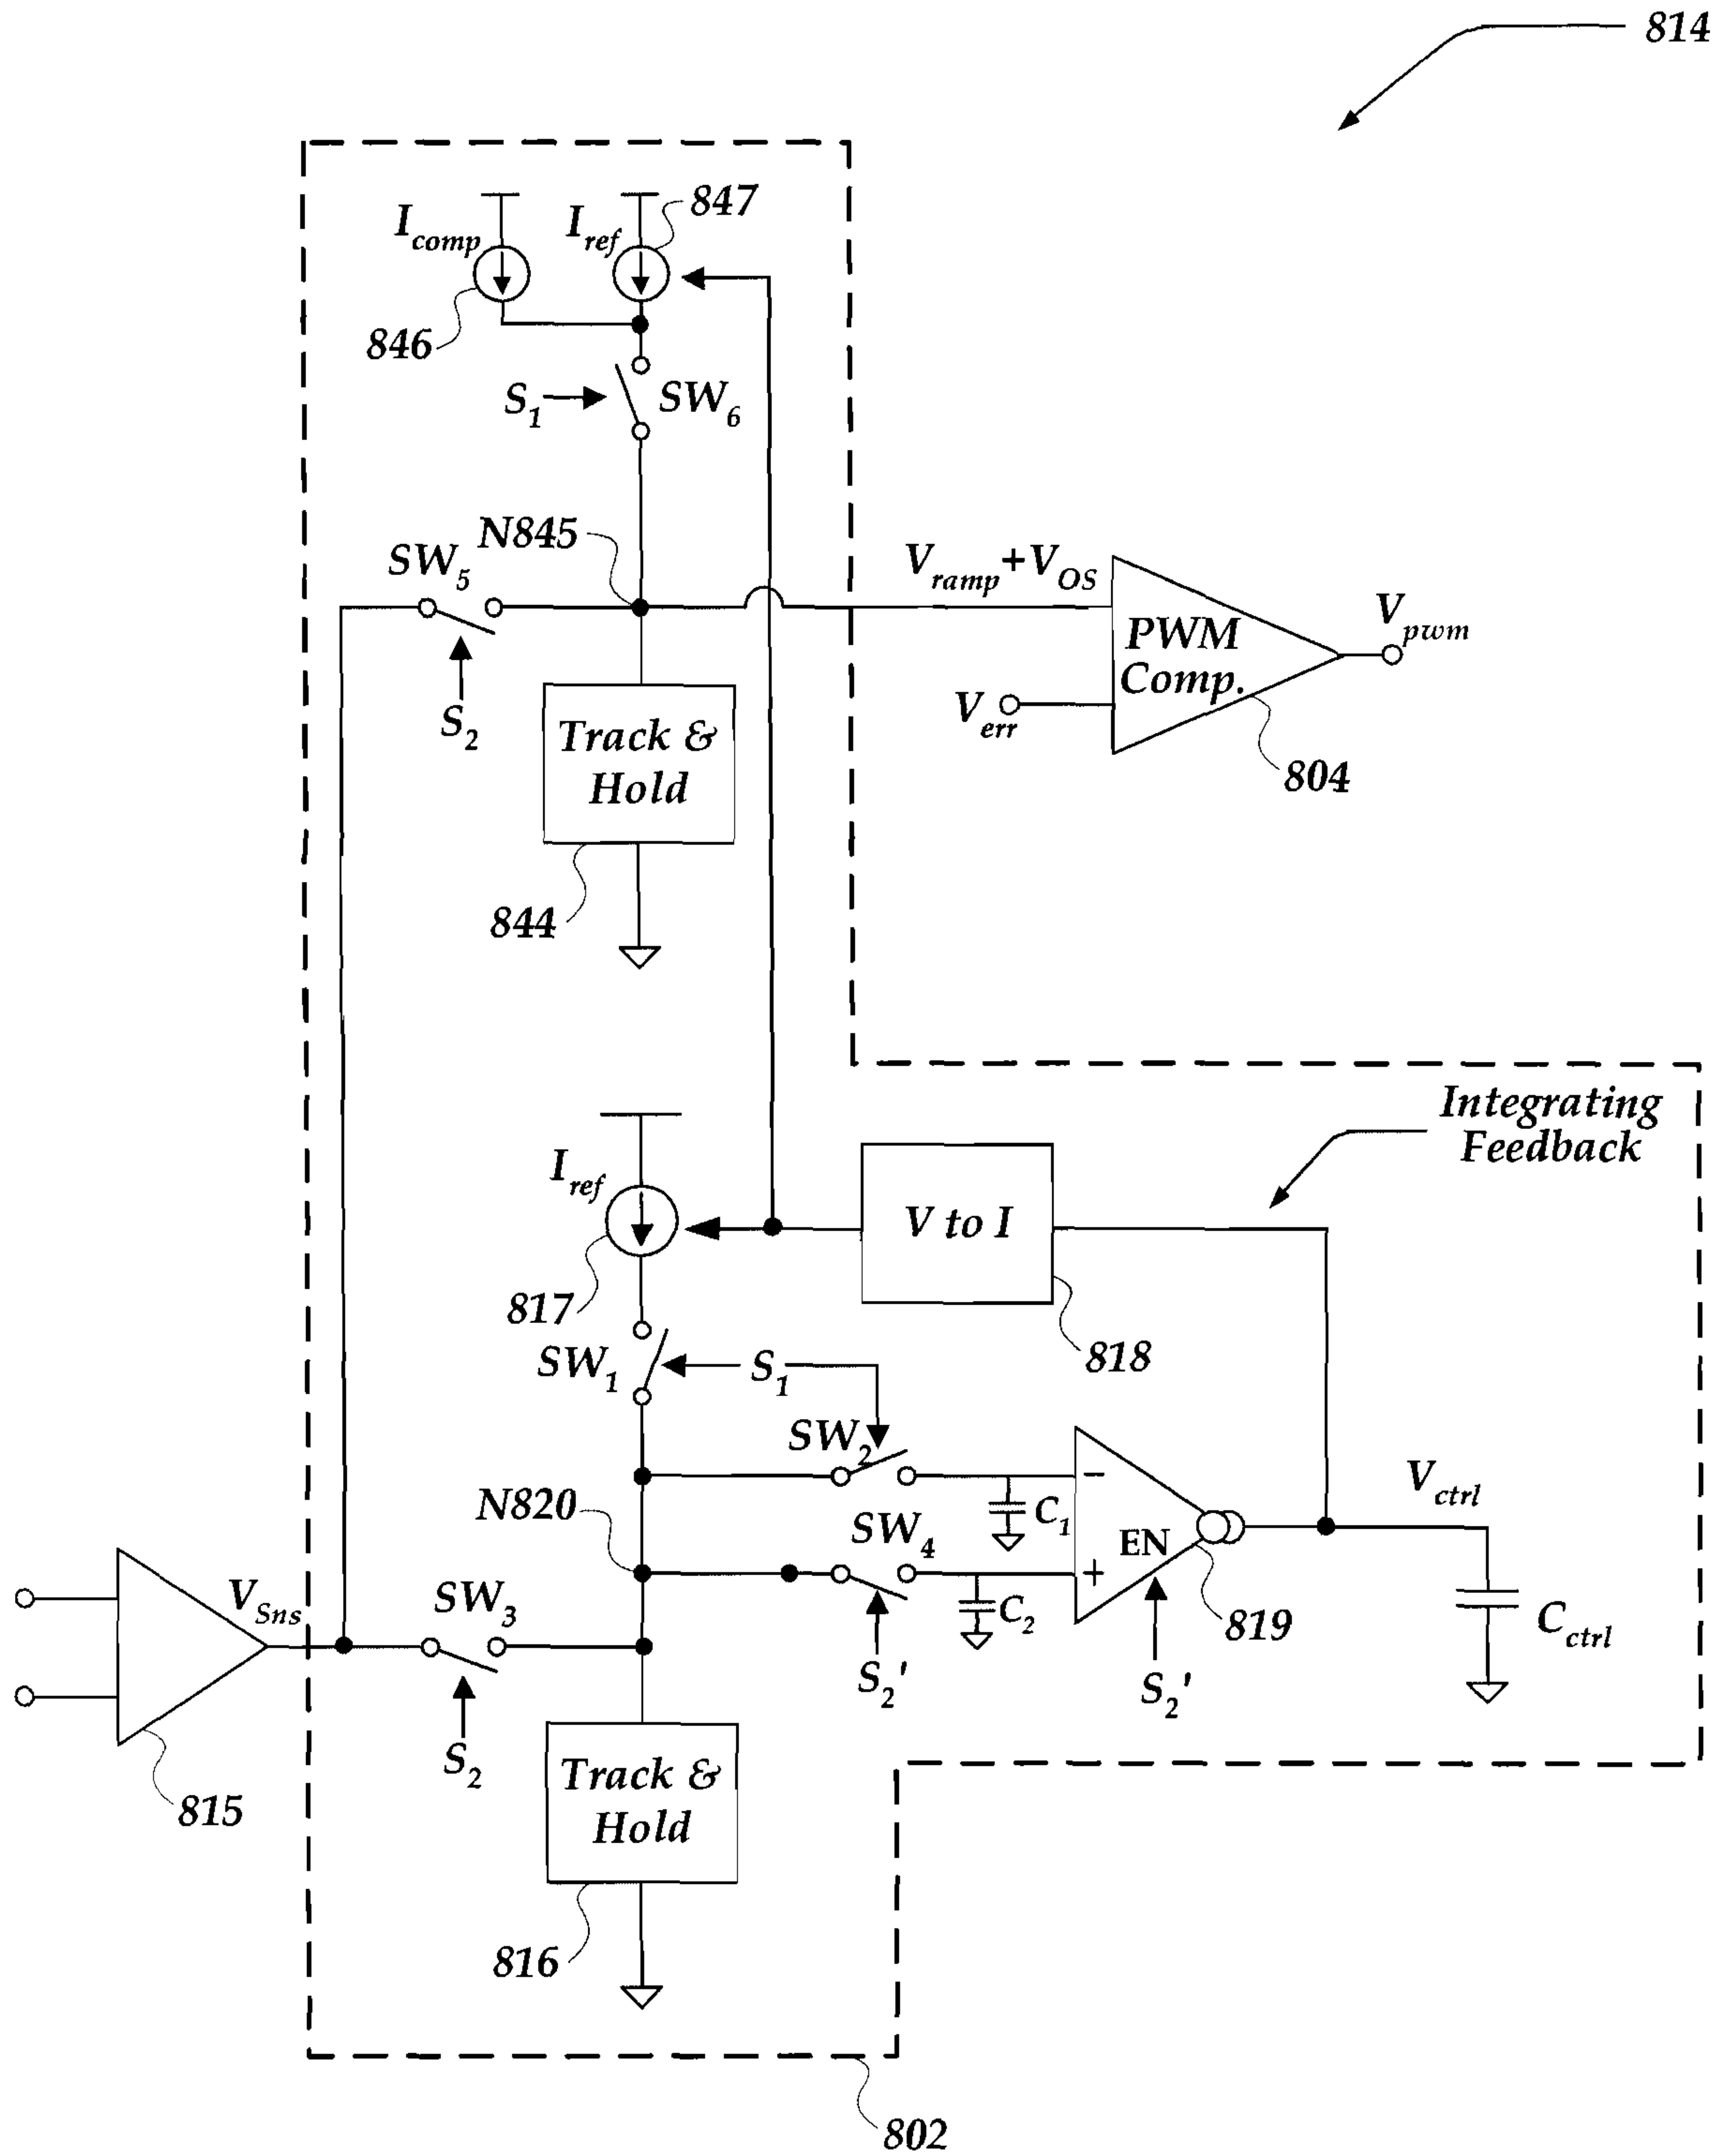 814
847
I_comp
I_ref
846
S_1
SW_6
N845
SW_5
V_ramp+V_OS
V_pwm
PWM
Comp.
S_2
V_err
Track &
Hold
804
844
Integrating
Feedback
I_ref
V to I
817
818
SW_1
S_1
SW_2
N820
−
C_1
V_ctrl
SW_4
EN
V_Sns
SW_3
+
C_2
819
C_ctrl
S_2'
S_2'
S_2
815
Track &
Hold
816
802